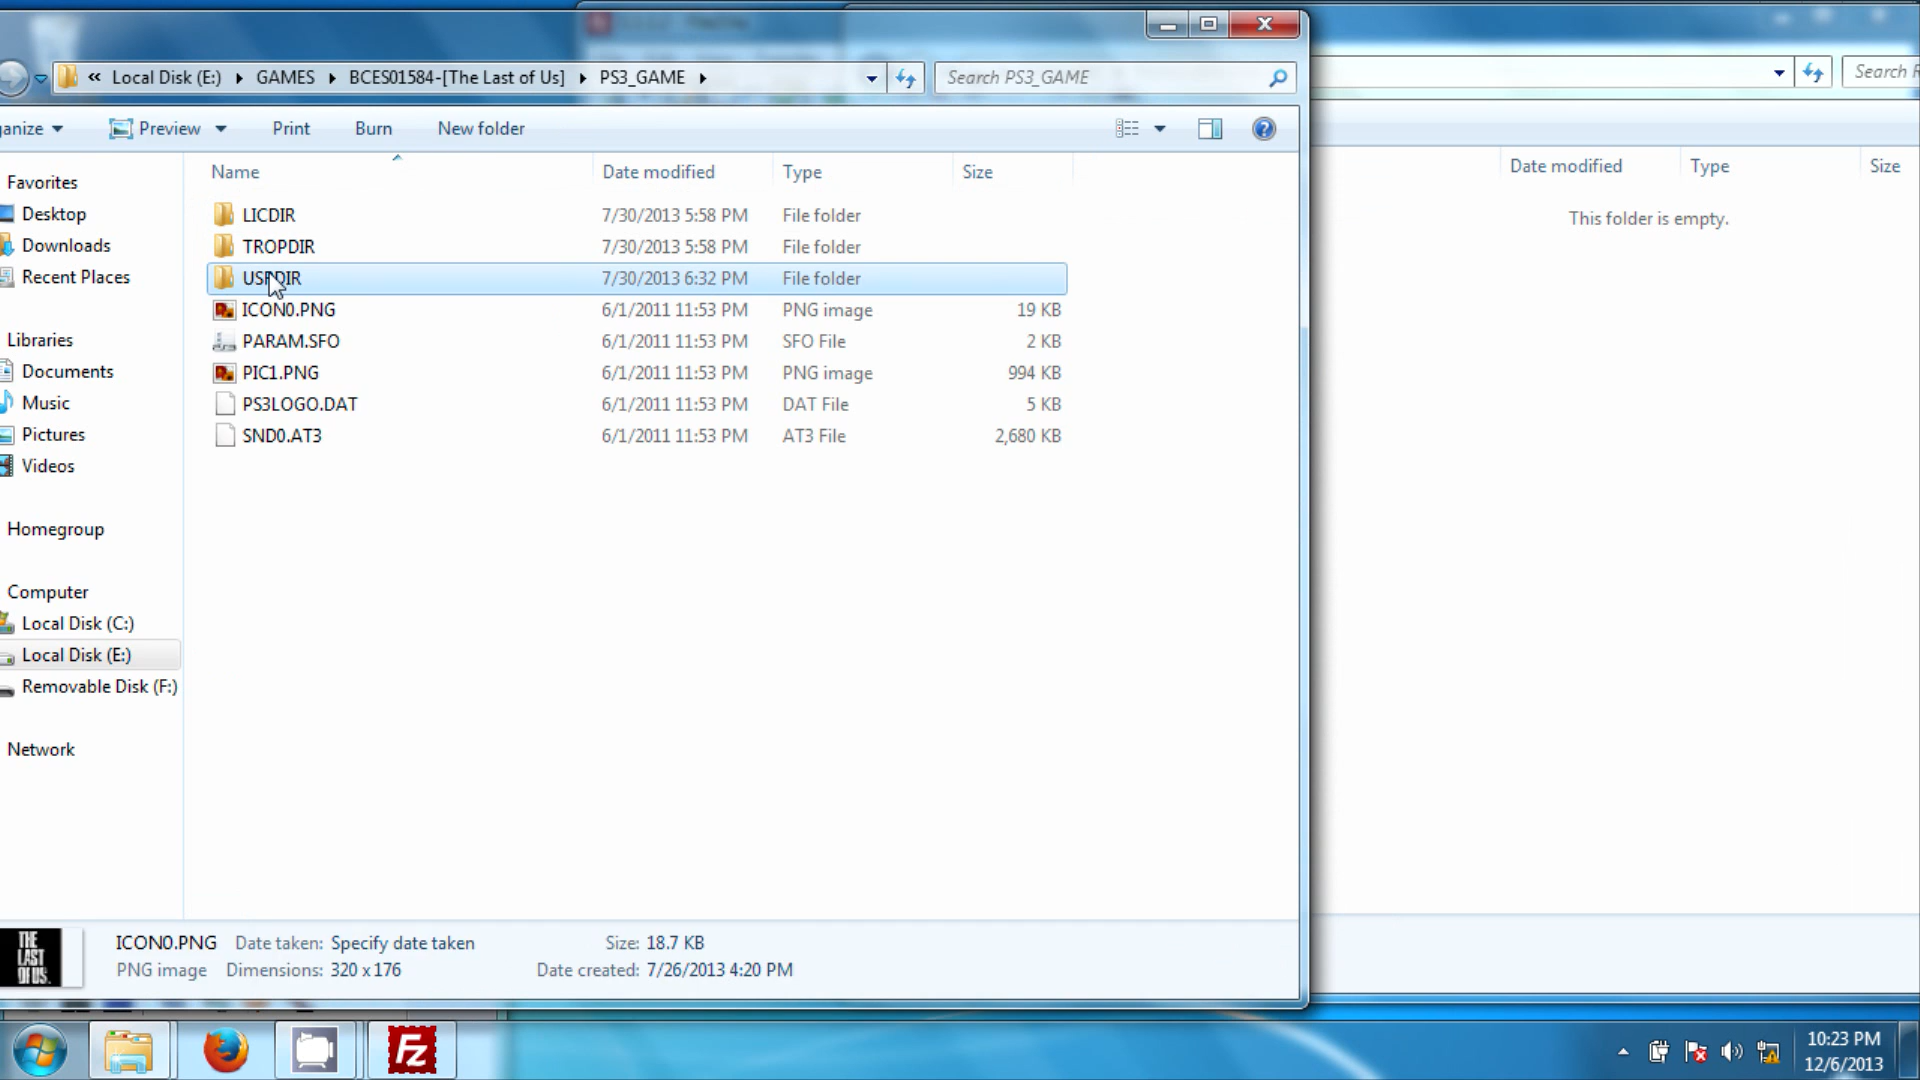 « Local Disk (E:) GAMES BCES01584-[The Last of Us] PS3_GAME
Search PS3_GAME
Search R
anize Preview Print Burn New folder
Name Date modified Type Size
Date modified Type Size
This folder is empty.
Favorites
Desktop
Downloads
Recent Places
Libraries
Documents
Music
Pictures
Videos
Homegroup
Computer
Local Disk (C:)
Local Disk (E:)
Removable Disk (F:)
Network
LICDIR 7/30/2013 5:58 PM File folder
TROPDIR 7/30/2013 5:58 PM File folder
USRDIR 7/30/2013 6:32 PM File folder
ICON0.PNG 6/1/2011 11:53 PM PNG image 19 KB
PARAM.SFO 6/1/2011 11:53 PM SFO File 2 KB
PIC1.PNG 6/1/2011 11:53 PM PNG image 994 KB
PS3LOGO.DAT 6/1/2011 11:53 PM DAT File 5 KB
SND0.AT3 6/1/2011 11:53 PM AT3 File 2,680 KB
THE
LAST
OF US.
ICON0.PNG Date taken: Specify date taken Size: 18.7 KB
PNG image Dimensions: 320 x 176 Date created: 7/26/2013 4:20 PM
Fz
10:23 PM
12/6/2013